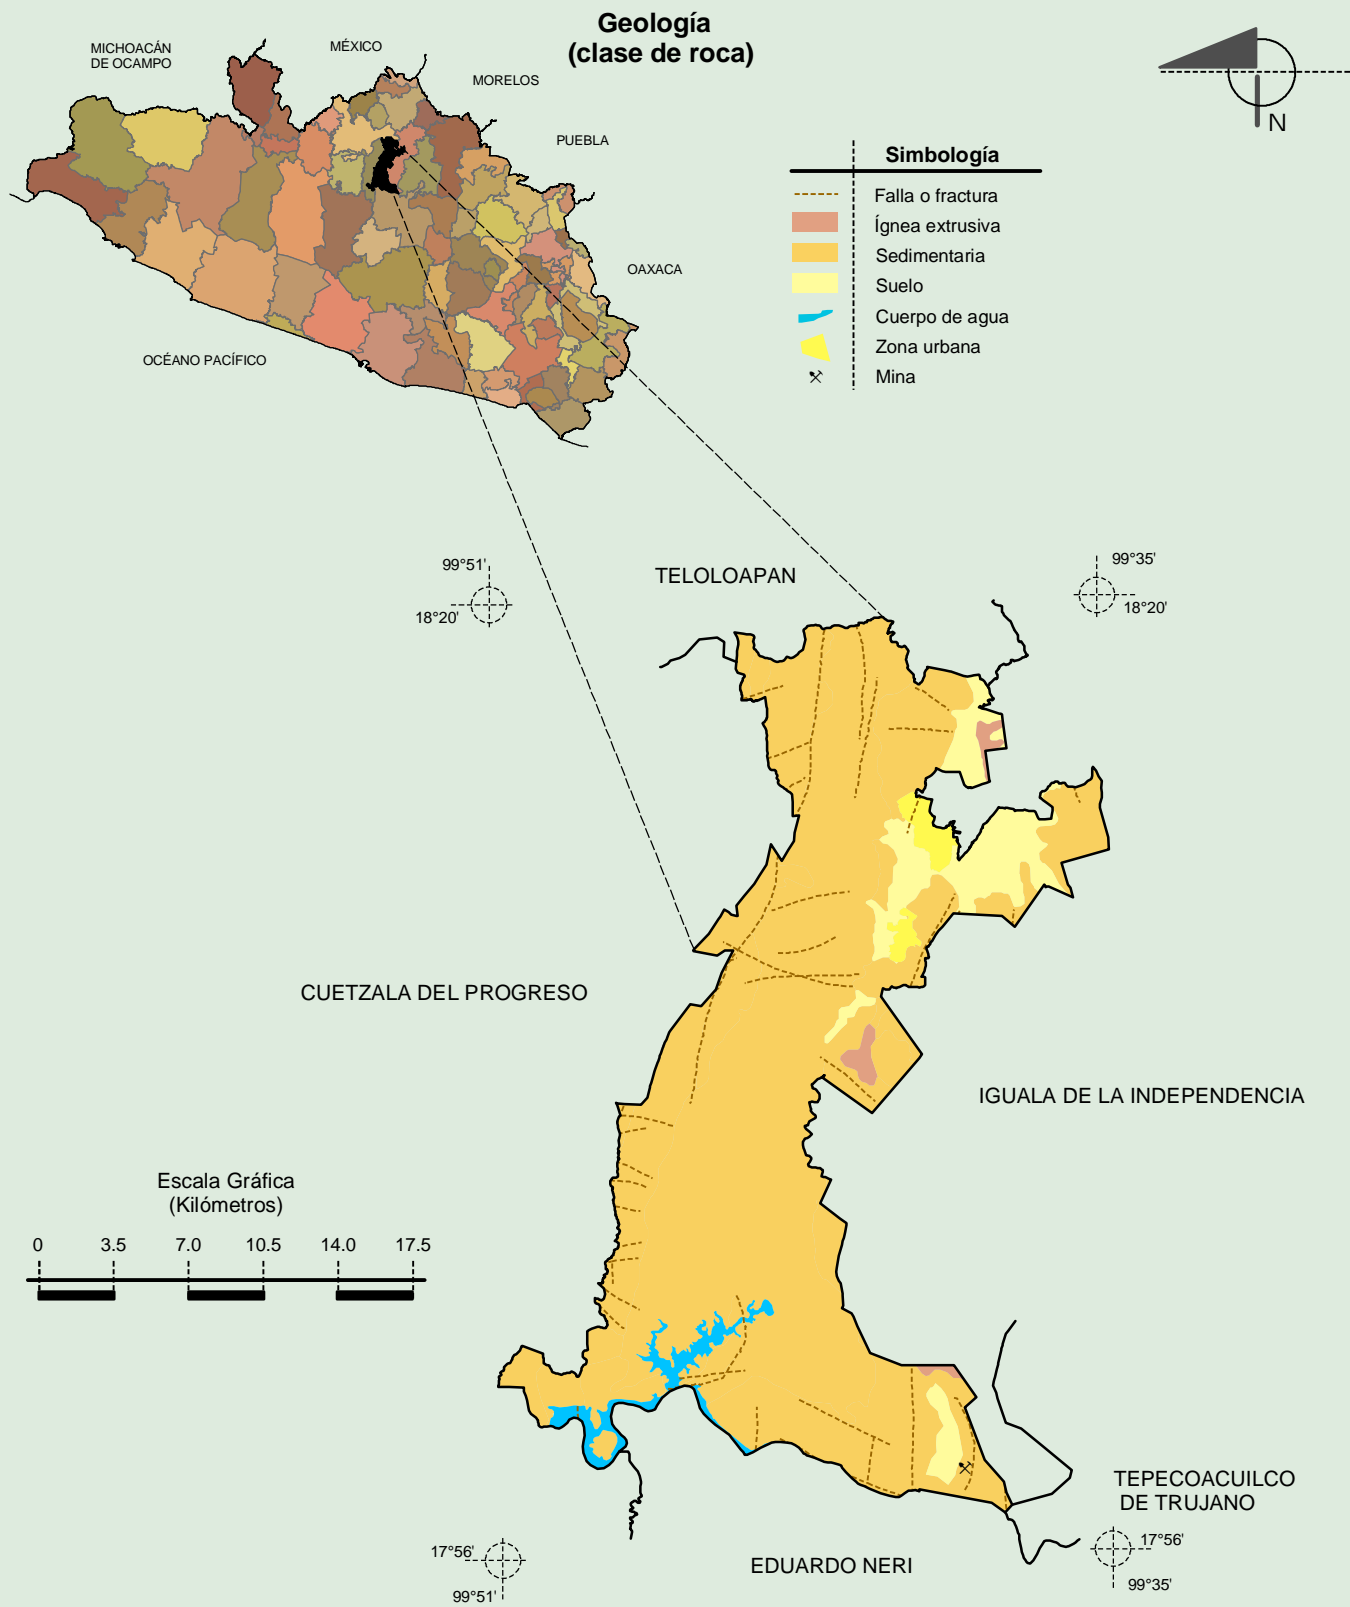 Geología
(clase de roca)
MICHOACÁN
DE OCAMPO
MÉXICO
MORELOS
PUEBLA
OAXACA
OCÉANO PACÍFICO
N
Simbología
Falla o fractura
Ígnea extrusiva
Sedimentaria
Suelo
Cuerpo de agua
Zona urbana
Mina
99°51'
18°20'
TELOLOAPAN
99°35'
18°20'
CUETZALA DEL PROGRESO
IGUALA DE LA INDEPENDENCIA
Escala Gráfica
(Kilómetros)
0 3.5 7.0 10.5 14.0 17.5
TEPECOACUILCO
DE TRUJANO
17°56'
99°51'
EDUARDO NERI
17°56'
99°35'